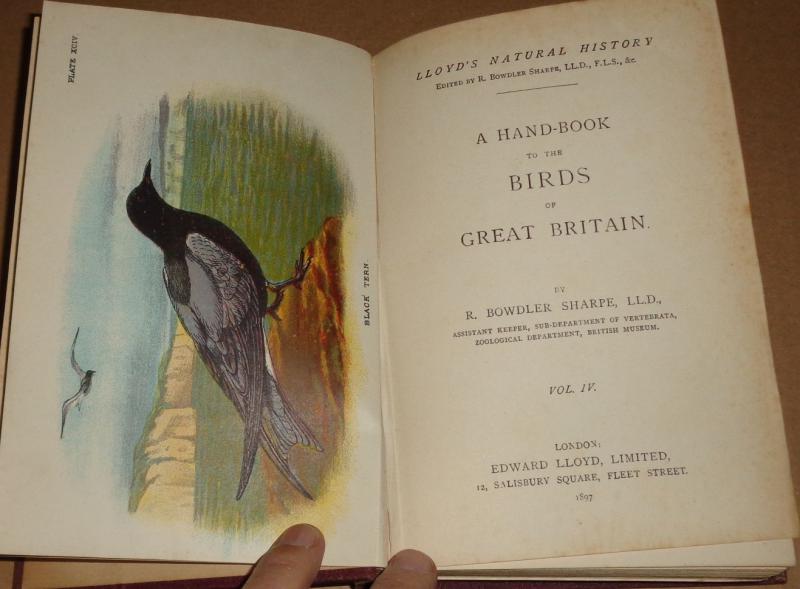 PLATE XCIV.
BLACK TERN.
LLOYD'S NATURAL HISTORY
EDITED BY R. BOWDLER SHARPE, LL.D., F.L.S., &c.
A HAND-BOOK
TO THE
BIRDS
OF
GREAT BRITAIN.
BY
R. BOWDLER SHARPE, LL.D.,
ASSISTANT KEEPER, SUB-DEPARTMENT OF VERTEBRATA,
ZOOLOGICAL DEPARTMENT, BRITISH MUSEUM.
VOL. IV.
LONDON:
EDWARD LLOYD, LIMITED,
12, SALISBURY SQUARE, FLEET STREET.
1897